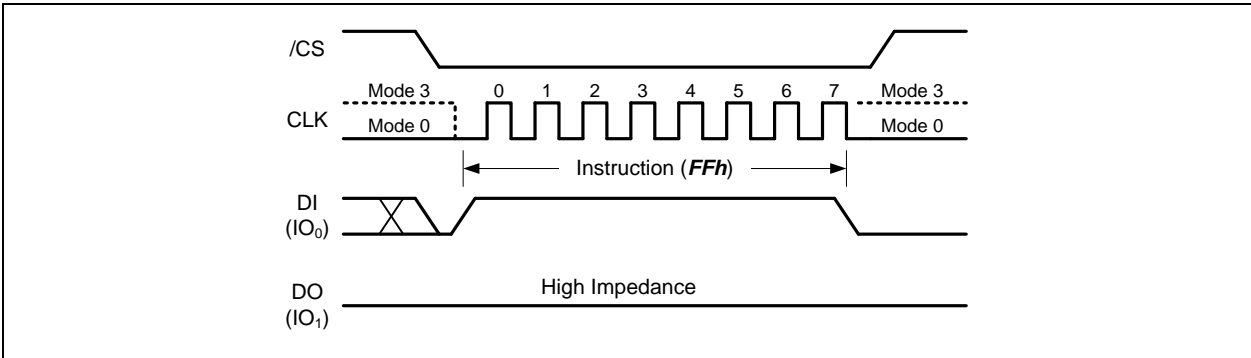 /CS
Mode 3 0 1 2 3 4 5 6 7 Mode 3
CLK
Mode 0 Mode 0
Instruction (FFh)
DI
(IO₀)
High Impedance
DO
(IO₁)